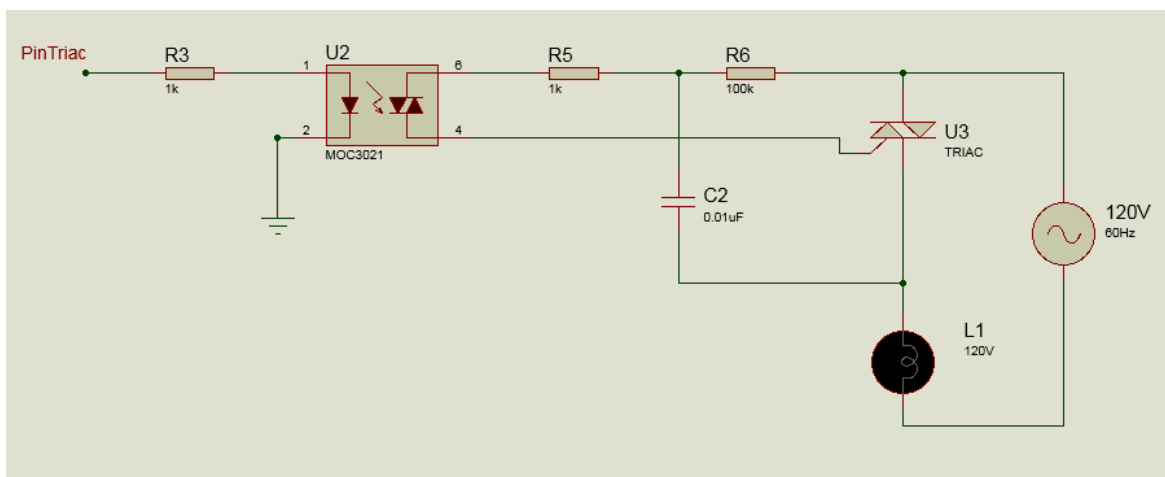 PinTriac
R3
1k
U2
1
2
6
4
MOC3021
R5
1k
R6
100k
U3
TRIAC
C2
0.01uF
120V
60Hz
L1
120V